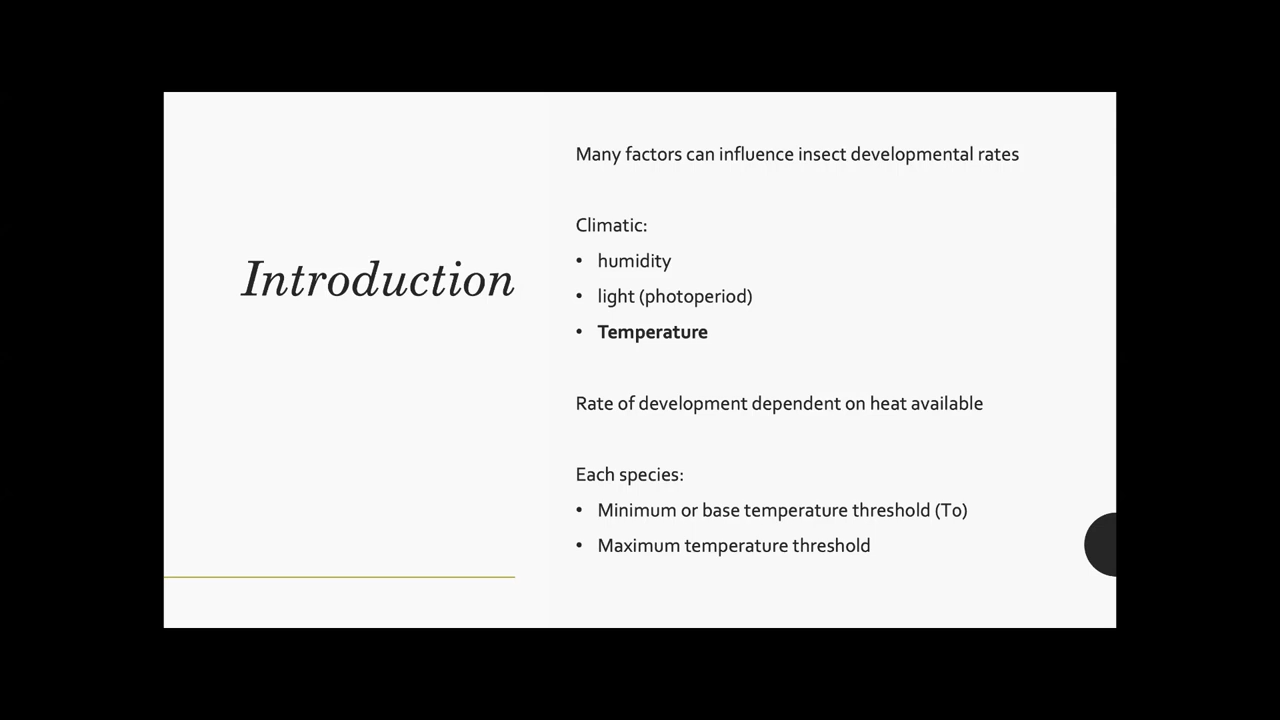 Introduction
Many factors can influence insect developmental rates
Climatic:
• humidity
• light (photoperiod)
• Temperature
Rate of development dependent on heat available
Each species:
• Minimum or base temperature threshold (To)
• Maximum temperature threshold